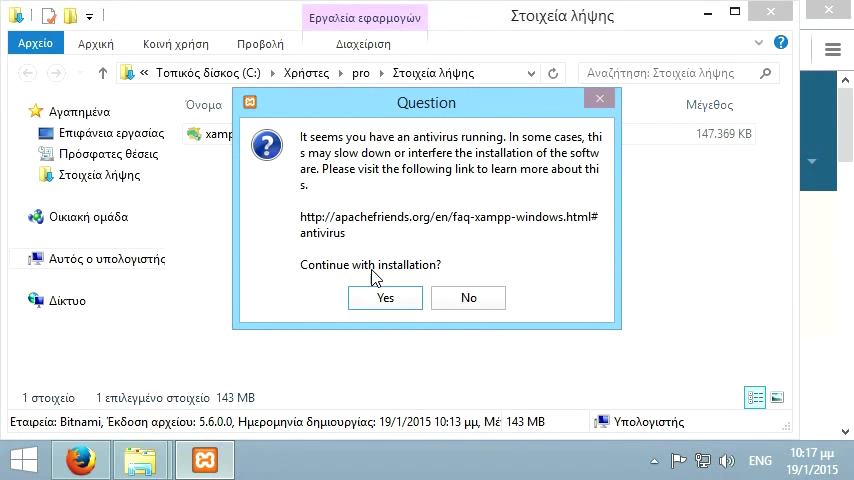 Εργαλεία εφαρμογών
Στοιχεία λήψης
Αρχείο
Αρχική
Κοινή χρήση
Προβολή
Διαχείριση
Τοπικός δίσκος (C:)
Χρήστες
pro
Στοιχεία λήψης
Αναζήτηση: Στοιχεία λήψης
Αγαπημένα
Επιφάνεια εργασίας
Πρόσφατες θέσεις
Στοιχεία λήψης
Οικιακή ομάδα
Αυτός ο υπολογιστής
Δίκτυο
Όνομα
Μέγεθος
xamp
147.369 KB
Question
It seems you have an antivirus running. In some cases, thi
s may slow down or interfere the installation of the softw
are. Please visit the following link to learn more about thi
s.
http://apachefriends.org/en/faq-xampp-windows.html#
antivirus
Continue with installation?
Yes
No
1 στοιχείο
1 επιλεγμένο στοιχείο 143 MB
Εταιρεία: Bitnami, Έκδοση αρχείου: 5.6.0.0, Ημερομηνία δημιουργίας: 19/1/2015 10:13 μμ, Μέ 143 MB
Υπολογιστής
ENG
10:17 μμ
19/1/2015